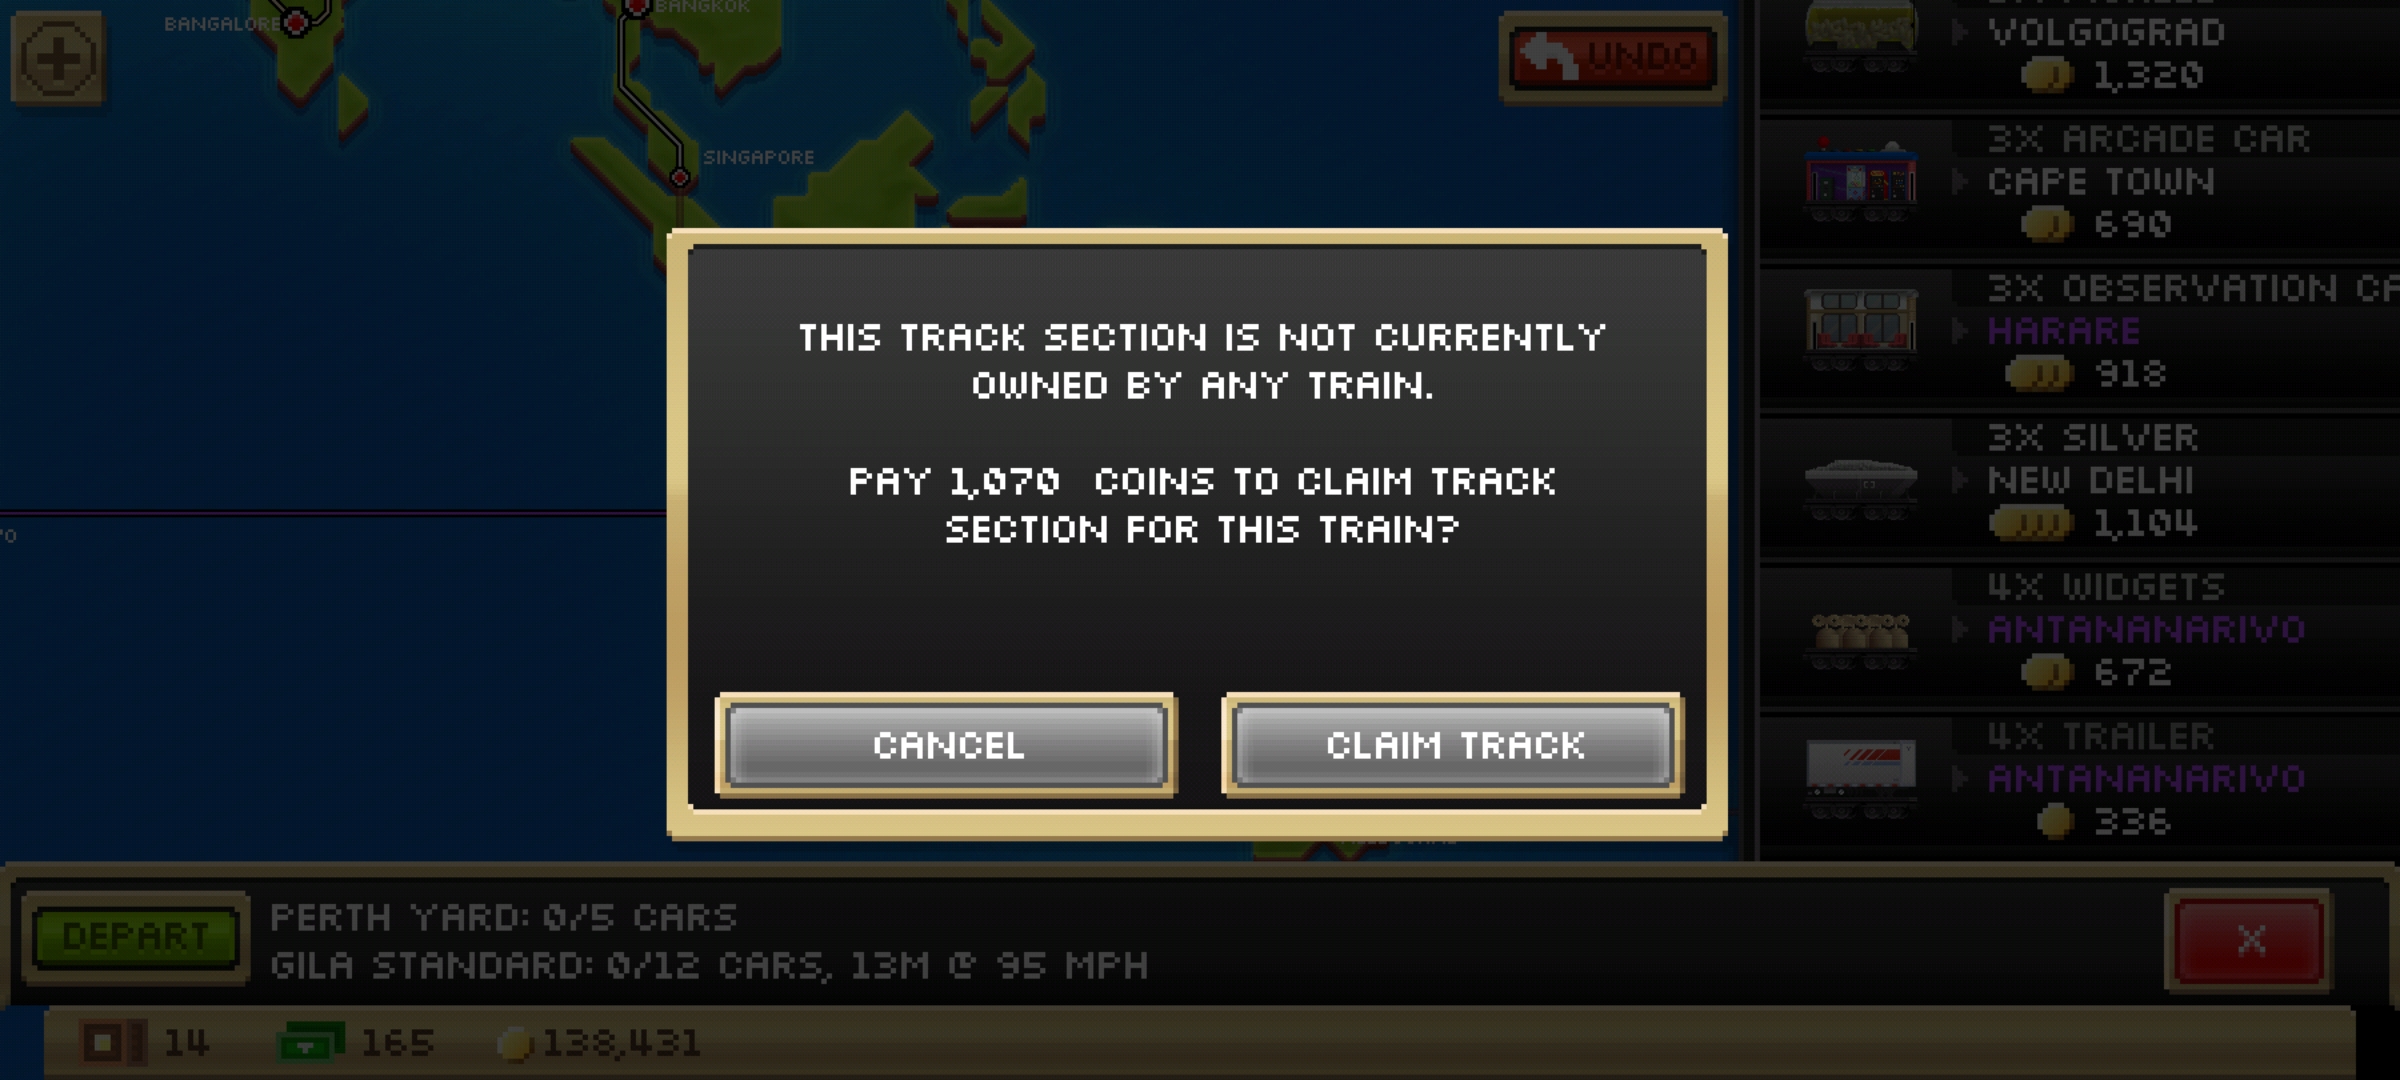 BANGALORE
BANGKOK
UNDO
SINGAPORE
VOLGOGRAD
1,320
3X ARCADE CAR
CAPE TOWN
690
3X OBSERVATION CA
HARARE
918
3X SILVER
NEW DELHI
1,104
4X WIDGETS
ANTANANARIVO
672
4X TRAILER
ANTANANARIVO
336
THIS TRACK SECTION IS NOT CURRENTLY
OWNED BY ANY TRAIN.
PAY 1,070 COINS TO CLAIM TRACK
SECTION FOR THIS TRAIN?
CANCEL
CLAIM TRACK
DEPART
PERTH YARD: 0/5 CARS
GILA STANDARD: 0/12 CARS, 13M @ 95 MPH
X
14
165
138,431